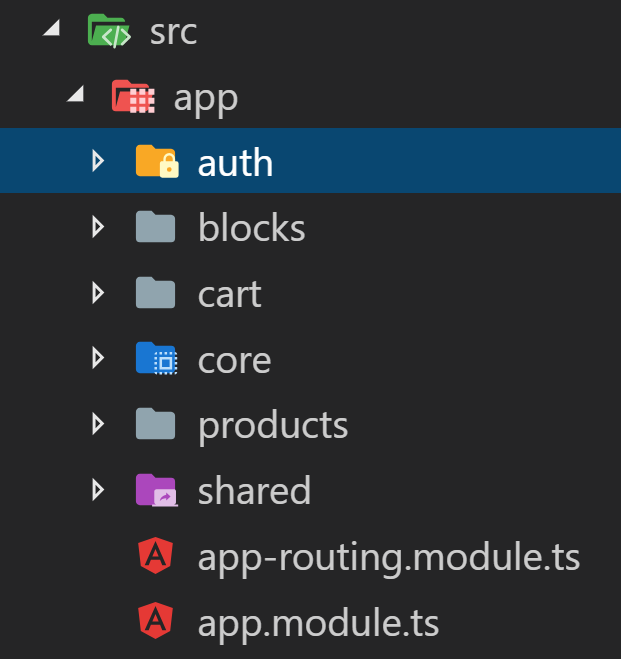 src
app
auth
blocks
cart
core
products
shared
app-routing.module.ts
app.module.ts